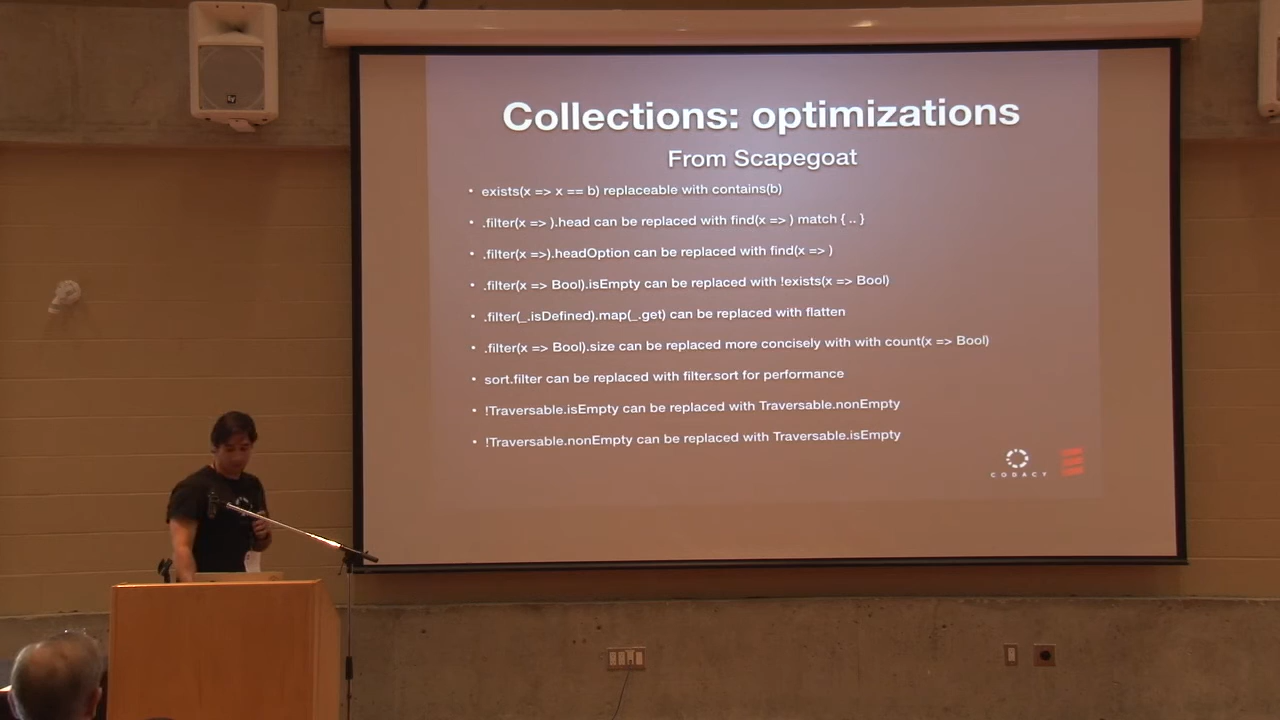 Collections: optimizations
From Scapegoat
• exists(x => x == b) replaceable with contains(b)
• .filter(x => ).head can be replaced with find(x => ) match { .. }
• .filter(x =>).headOption can be replaced with find(x => )
• .filter(x => Bool).isEmpty can be replaced with !exists(x => Bool)
• .filter(_.isDefined).map(_.get) can be replaced with flatten
• .filter(x => Bool).size can be replaced more concisely with with count(x => Bool)
• sort.filter can be replaced with filter.sort for performance
• !Traversable.isEmpty can be replaced with Traversable.nonEmpty
• !Traversable.nonEmpty can be replaced with Traversable.isEmpty
CODACY